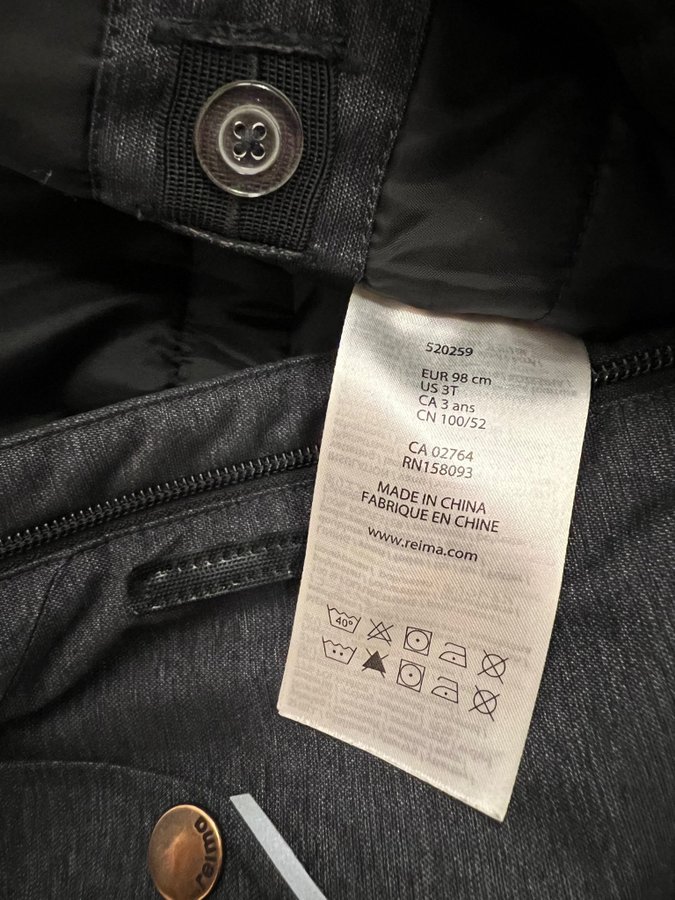 520259
EUR 98 cm
US 3T
CA 3 ans
CN 100/52
CA 02764
RN158093
MADE IN CHINA
FABRIQUE EN CHINE
www.reima.com
40°
reima